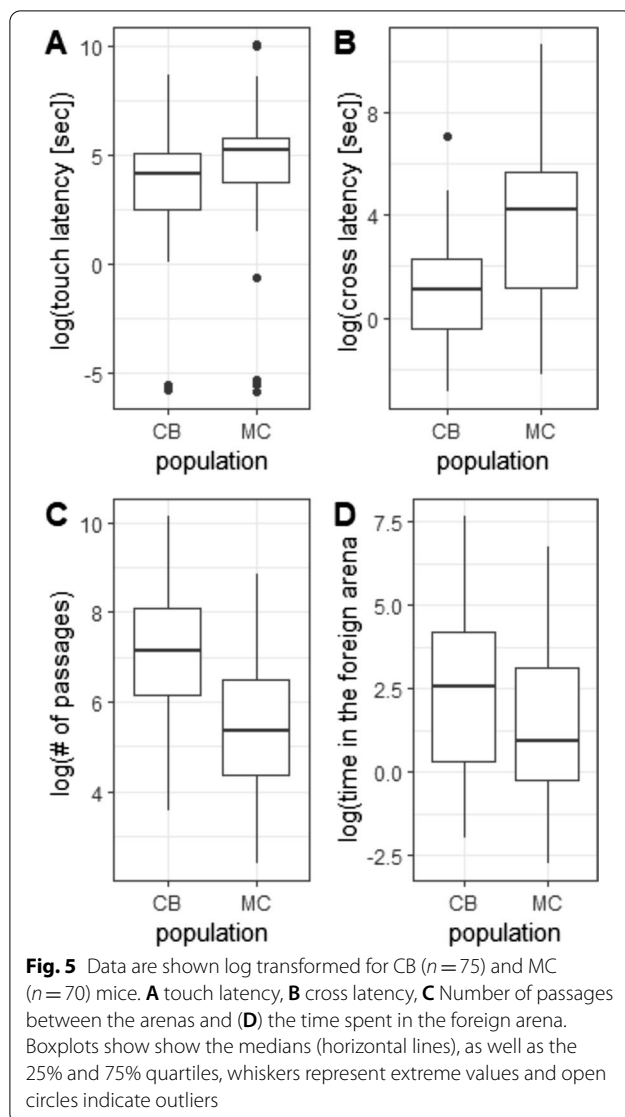 A
log(touch latency [sec])
10
5
0
-5
CB MC
population
B
log(cross latency [sec])
8
4
0
CB MC
population
C
log(# of passages)
10
8
6
4
CB MC
population
D
log(time in the foreign arena)
7.5
5.0
2.5
0.0
-2.5
CB MC
population
Fig. 5 Data are shown log transformed for CB (n = 75) and MC
(n = 70) mice. A touch latency, B cross latency, C Number of passages
between the arenas and (D) the time spent in the foreign arena.
Boxplots show show the medians (horizontal lines), as well as the
25% and 75% quartiles, whiskers represent extreme values and open
circles indicate outliers